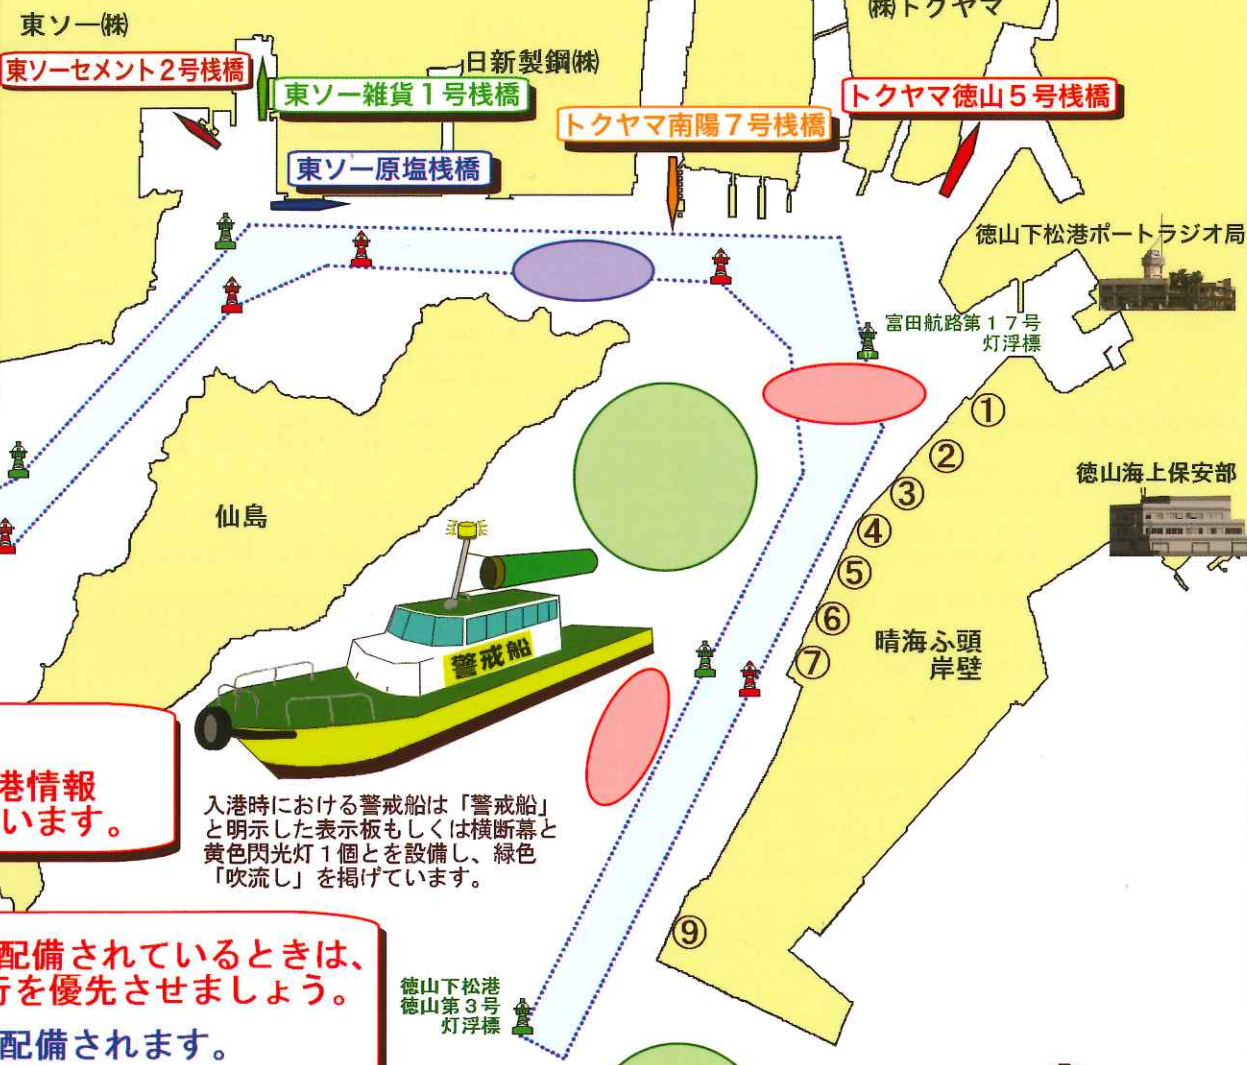 東ソー㈱
㈱トクヤマ
日新製鋼㈱
東ソーセメント2号桟橋
東ソー雑貨1号桟橋
トクヤマ徳山5号桟橋
トクヤマ南陽7号桟橋
東ソー原塩桟橋
徳山下松港ポートラジオ局
富田航路第17号
灯浮標
①
②
③
④
⑤
⑥
⑦
徳山海上保安部
仙島
晴海ふ頭
岸壁
警戒船
港情報
います。
入港時における警戒船は「警戒船」
と明示した表示板もしくは横断幕と
黄色閃光灯1個とを設備し、緑色
「吹流し」を掲げています。
⑨
配備されているときは、
行を優先させましょう。
配備されます。
徳山下松港
徳山第3号
灯浮標